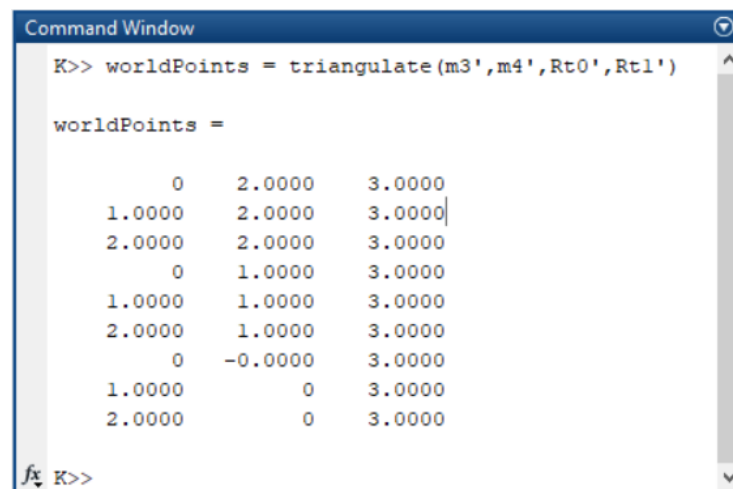 Command Window
K>> worldPoints = triangulate(m3',m4',Rt0',Rt1')
worldPoints =
0 2.0000 3.0000
1.0000 2.0000 3.0000
2.0000 2.0000 3.0000
0 1.0000 3.0000
1.0000 1.0000 3.0000
2.0000 1.0000 3.0000
0 -0.0000 3.0000
1.0000 0 3.0000
2.0000 0 3.0000
fx K>>